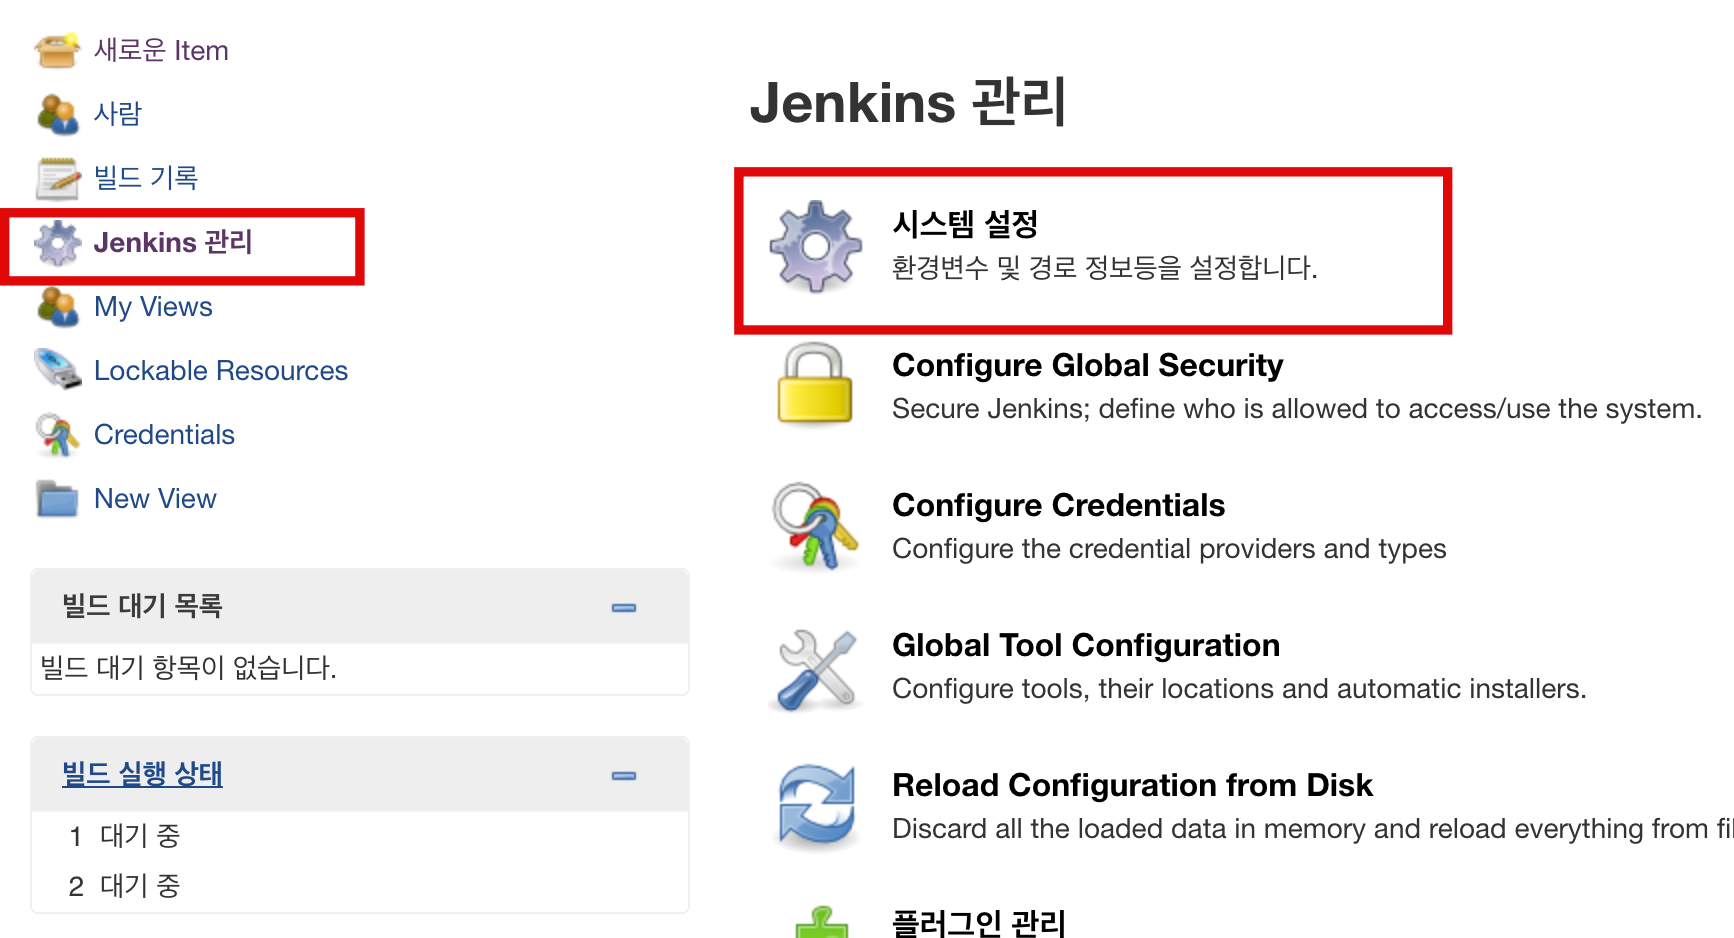 새로운 Item
사람
빌드 기록
Jenkins 관리
My Views
Lockable Resources
Credentials
New View
빌드 대기 목록
빌드 대기 항목이 없습니다.
빌드 실행 상태
1 대기 중
2 대기 중
Jenkins 관리
시스템 설정
환경변수 및 경로 정보등을 설정합니다.
Configure Global Security
Secure Jenkins; define who is allowed to access/use the system.
Configure Credentials
Configure the credential providers and types
Global Tool Configuration
Configure tools, their locations and automatic installers.
Reload Configuration from Disk
Discard all the loaded data in memory and reload everything from
플러그인 관리